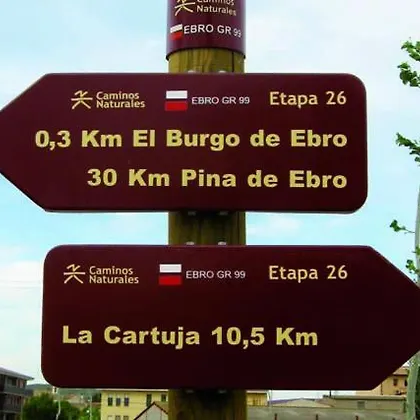 Caminos
Naturales
EBRO GR 99
Caminos
Naturales
EBRO GR 99
Etapa 26
0,3 Km El Burgo de Ebro
30 Km Pina de Ebro
Caminos
Naturales
EBRO GR 99
Etapa 26
La Cartuja 10,5 Km